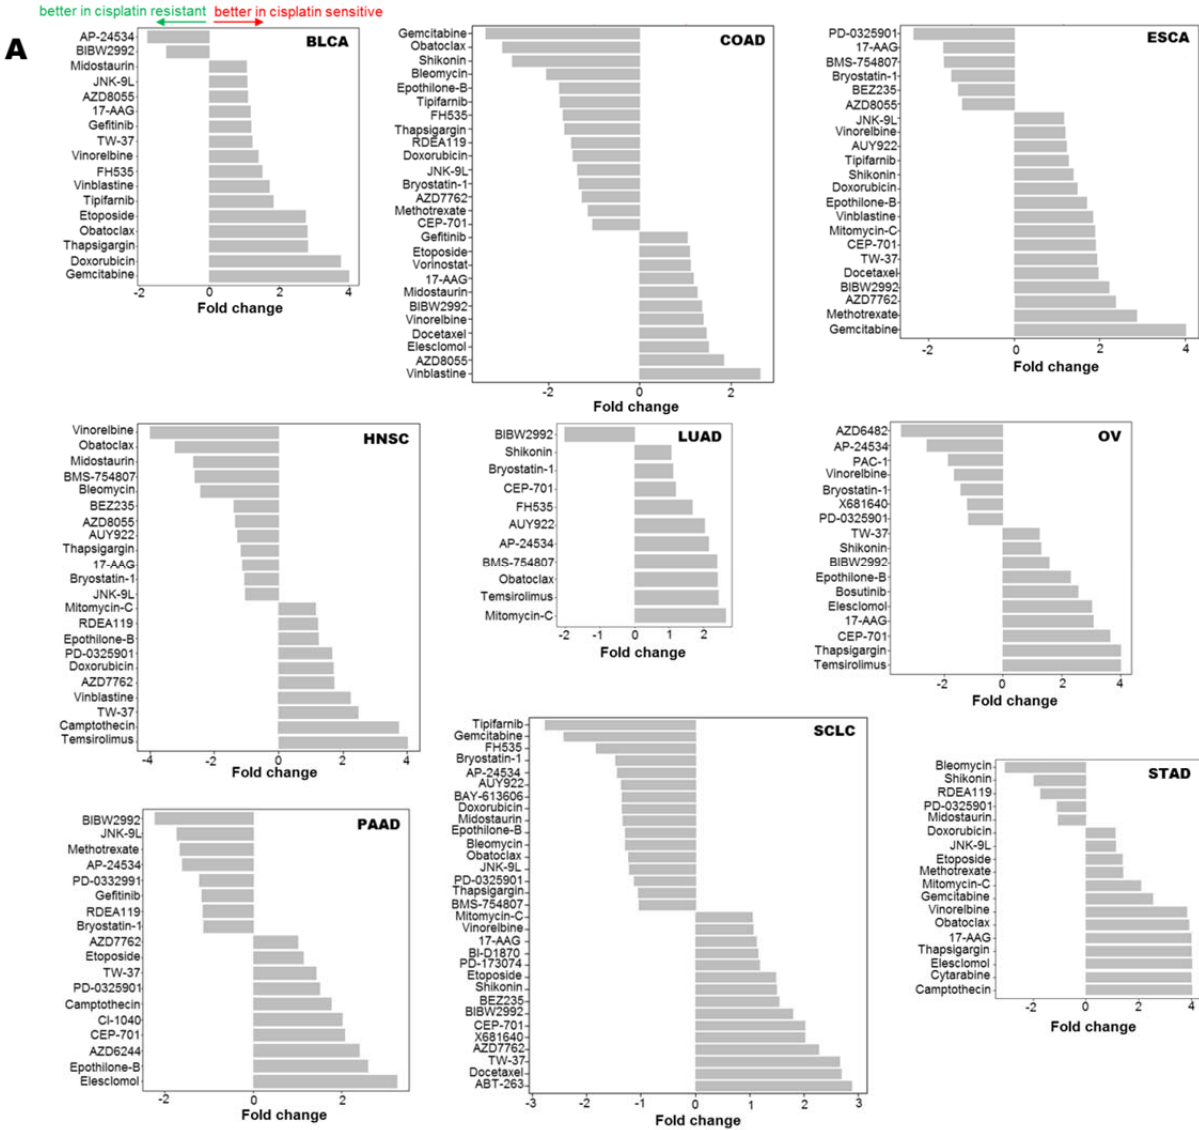 better in cisplatin resistant better in cisplatin sensitive
A
BLCA
AP-24534
BIBW2992
Midostaurin
JNK-9L
AZD8055
17-AAG
Gefitinib
TW-37
Vinorelbine
FH535
Vinblastine
Tipifarnib
Etoposide
Obatoclax
Thapsigargin
Doxorubicin
Gemcitabine
-2 0 2 4
Fold change
COAD
Gemcitabine
Obatoclax
Shikonin
Bleomycin
Epothilone-B
Tipifarnib
FH535
Thapsigargin
RDEA119
Doxorubicin
JNK-9L
Bryostatin-1
AZD7762
Methotrexate
CEP-701
Gefitinib
Etoposide
Vorinostat
17-AAG
Midostaurin
BIBW2992
Vinorelbine
Docetaxel
Elesclomol
AZD8055
Vinblastine
-2 0 2
Fold change
ESCA
PD-0325901
17-AAG
BMS-754807
Bryostatin-1
BEZ235
AZD8055
JNK-9L
Vinorelbine
AUY922
Tipifarnib
Shikonin
Doxorubicin
Epothilone-B
Vinblastine
Mitomycin-C
CEP-701
TW-37
Docetaxel
BIBW2992
AZD7762
Methotrexate
Gemcitabine
-2 0 2 4
Fold change
HNSC
Vinorelbine
Obatoclax
Midostaurin
BMS-754807
Bleomycin
BEZ235
AZD8055
AUY922
Thapsigargin
17-AAG
Bryostatin-1
JNK-9L
Mitomycin-C
RDEA119
Epothilone-B
PD-0325901
Doxorubicin
AZD7762
Vinblastine
TW-37
Camptothecin
Temsirolimus
-4 -2 0 2 4
Fold change
LUAD
BIBW2992
Shikonin
Bryostatin-1
CEP-701
FH535
AUY922
AP-24534
BMS-754807
Obatoclax
Temsirolimus
Mitomycin-C
-2 -1 0 1 2
Fold change
OV
AZD6482
AP-24534
PAC-1
Vinorelbine
Bryostatin-1
X681640
PD-0325901
TW-37
Shikonin
BIBW2992
Epothilone-B
Bosutinib
Elesclomol
17-AAG
CEP-701
Thapsigargin
Temsirolimus
-2 0 2 4
Fold change
PAAD
BIBW2992
JNK-9L
Methotrexate
AP-24534
PD-0332991
Gefitinib
RDEA119
Bryostatin-1
AZD7762
Etoposide
TW-37
PD-0325901
Camptothecin
CI-1040
CEP-701
AZD6244
Epothilone-B
Elesclomol
-2 0 2
Fold change
SCLC
Tipifarnib
Gemcitabine
FH535
Bryostatin-1
AP-24534
AUY922
BAY-613606
Doxorubicin
Midostaurin
Epothilone-B
Bleomycin
Obatoclax
JNK-9L
PD-0325901
Thapsigargin
BMS-754807
Mitomycin-C
Vinorelbine
17-AAG
BI-D1870
PD-173074
Etoposide
Shikonin
BEZ235
BIBW2992
CEP-701
X681640
AZD7762
TW-37
Docetaxel
ABT-263
-3 -2 -1 0 1 2 3
Fold change
STAD
Bleomycin
Shikonin
RDEA119
PD-0325901
Midostaurin
Doxorubicin
JNK-9L
Etoposide
Methotrexate
Mitomycin-C
Gemcitabine
Vinorelbine
Obatoclax
17-AAG
Thapsigargin
Elesclomol
Cytarabine
Camptothecin
-2 0 2 4
Fold change